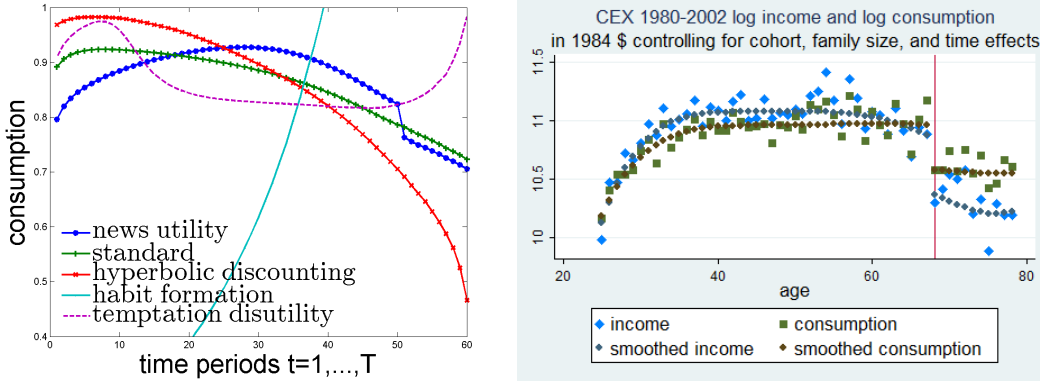 1
0.9
0.8
0.7
0.6
0.5
0.4
0
10
20
30
40
50
60
consumption
time periods t=1,...,T
news utility
standard
hyperbolic discounting
habit formation
temptation disutility
CEX 1980-2002 log income and log consumption
in 1984 $ controlling for cohort, family size, and time effects
11.5
11
10.5
10
20
40
60
80
age
income
consumption
smoothed income
smoothed consumption